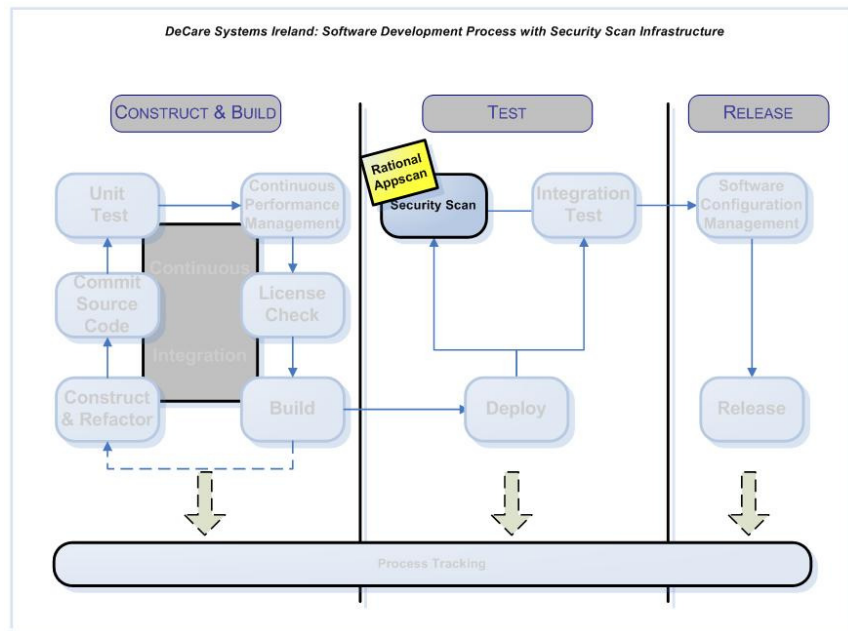 DeCare Systems Ireland: Software Development Process with Security Scan Infrastructure
CONSTRUCT & BUILD
TEST
RELEASE
Rational
Appscan
Security Scan
Unit
Test
Continuous
Performance
Management
Integration
Test
Software
Configuration
Management
Continuous
Integration
Commit
Source
Code
License
Check
Construct
& Refactor
Build
Deploy
Release
Process Tracking